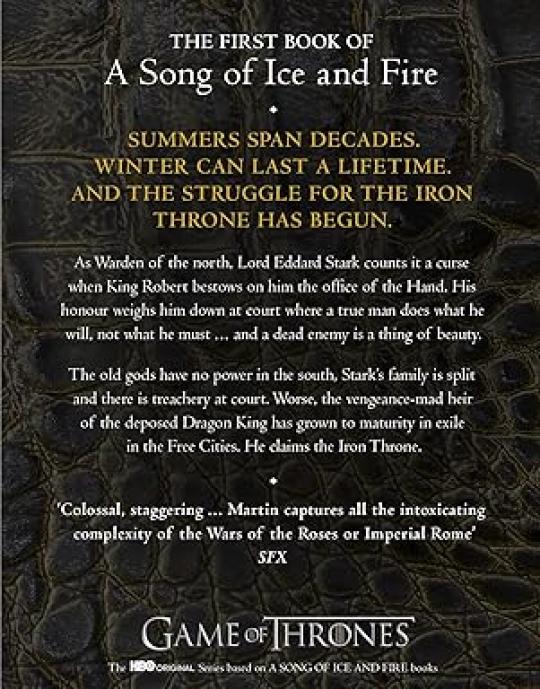 THE FIRST BOOK OF
A Song of Ice and Fire
SUMMERS SPAN DECADES.
WINTER CAN LAST A LIFETIME.
AND THE STRUGGLE FOR THE IRON
THRONE HAS BEGUN.
As Warden of the north, Lord Eddard Stark counts it a curse
when King Robert bestows on him the office of the Hand. His
honour weighs him down at court where a true man does what he
will, not what he must ... and a dead enemy is a thing of beauty.
The old gods have no power in the south, Stark's family is split
and there is treachery at court. Worse, the vengeance-mad heir
of the deposed Dragon King has grown to maturity in exile
in the Free Cities. He claims the Iron Throne.
'Colossal, staggering ... Martin captures all the intoxicating
complexity of the Wars of the Roses or Imperial Rome'
SFX
GAME OF THRONES
The HBO ORIGINAL Series based on A SONG OF ICE AND FIRE books